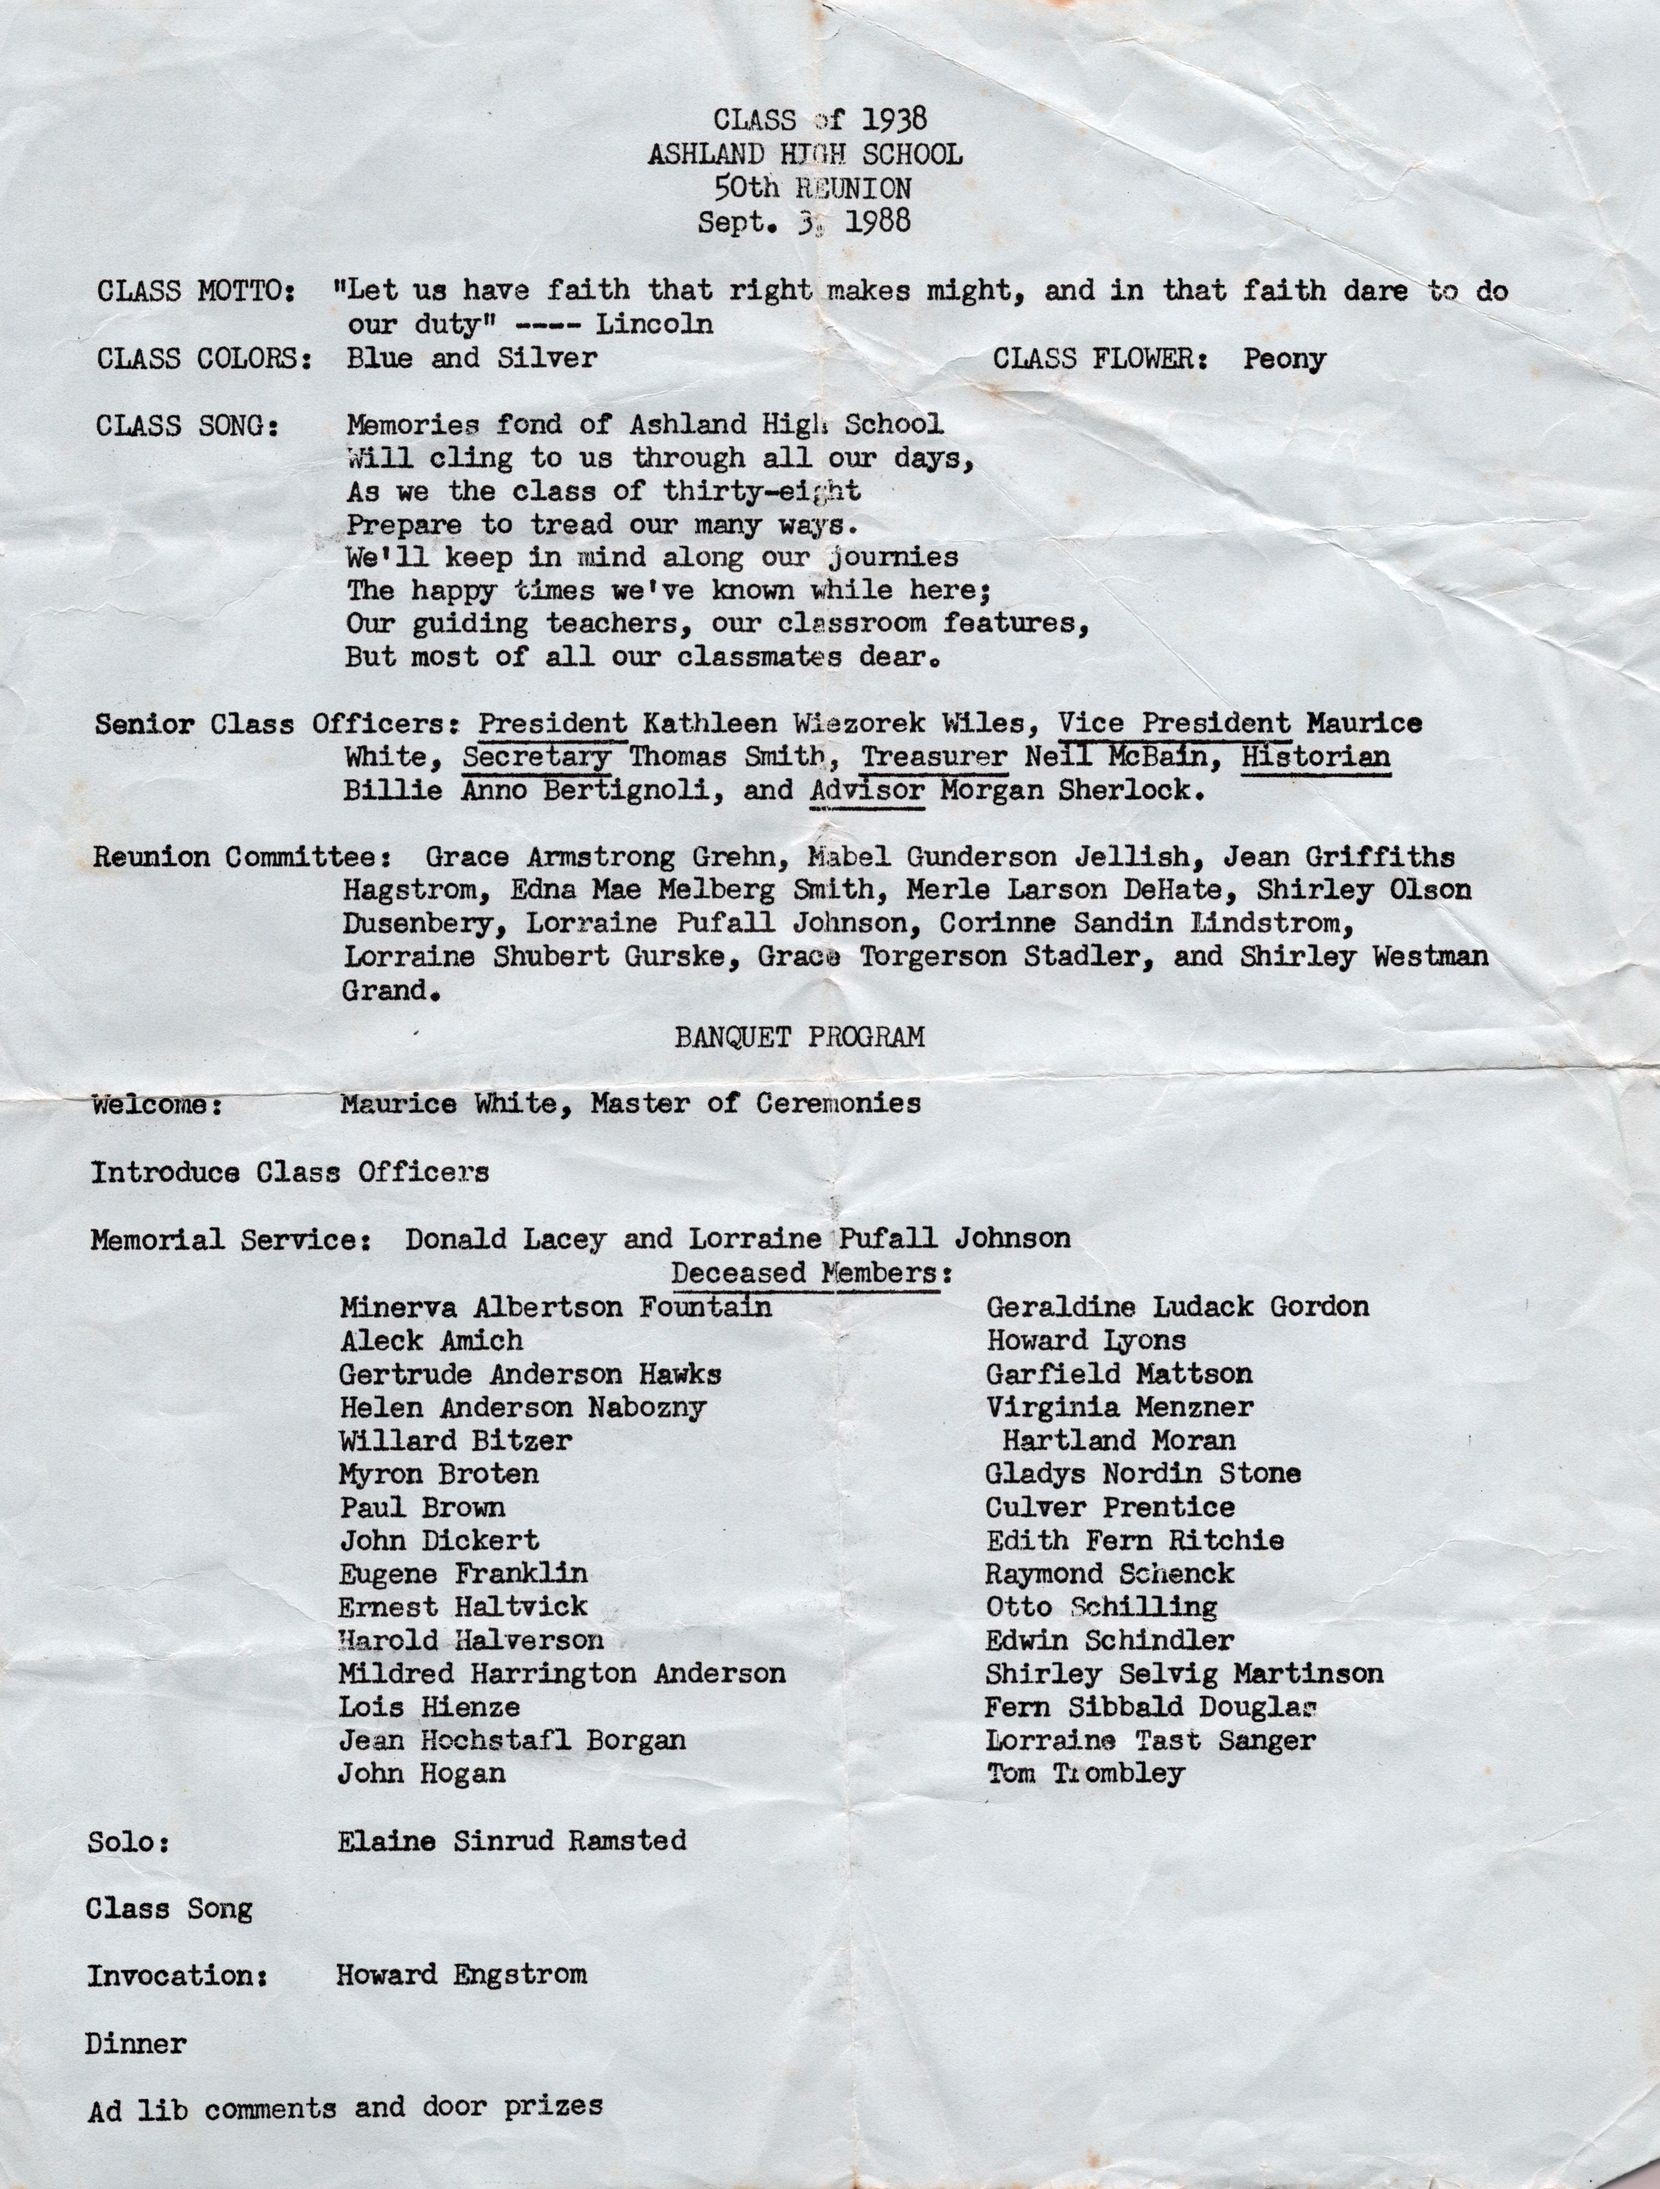 CLASS of 1938
ASHLAND HIGH SCHOOL
50th REUNION
Sept. 3, 1988
CLASS MOTTO: "Let us have faith that right makes might, and in that faith dare to do
our duty" ---- Lincoln
CLASS COLORS: Blue and Silver CLASS FLOWER: Peony
CLASS SONG: Memories fond of Ashland High School
Will cling to us through all our days,
As we the class of thirty-eight
Prepare to tread our many ways.
We'll keep in mind along our journies
The happy times we've known while here;
Our guiding teachers, our classroom features,
But most of all our classmates dear.
Senior Class Officers: President Kathleen Wiezorek Wiles, Vice President Maurice
White, Secretary Thomas Smith, Treasurer Neil McBain, Historian
Billie Anno Bertignoli, and Advisor Morgan Sherlock.
Reunion Committee: Grace Armstrong Grehn, Mabel Gunderson Jellish, Jean Griffiths
Hagstrom, Edna Mae Melberg Smith, Merle Larson DeHate, Shirley Olson
Dusenbery, Lorraine Pufall Johnson, Corinne Sandin Lindstrom,
Lorraine Shubert Gurske, Grace Torgerson Stadler, and Shirley Westman
Grand.
BANQUET PROGRAM
Welcome: Maurice White, Master of Ceremonies
Introduce Class Officers
Memorial Service: Donald Lacey and Lorraine Pufall Johnson
Deceased Members:
Minerva Albertson Fountain Geraldine Ludack Gordon
Aleck Amich Howard Lyons
Gertrude Anderson Hawks Garfield Mattson
Helen Anderson Nabozny Virginia Menzner
Willard Bitzer Hartland Moran
Myron Broten Gladys Nordin Stone
Paul Brown Culver Prentice
John Dickert Edith Fern Ritchie
Eugene Franklin Raymond Schenck
Ernest Haltvick Otto Schilling
Harold Halverson Edwin Schindler
Mildred Harrington Anderson Shirley Selvig Martinson
Lois Hienze Fern Sibbald Douglas
Jean Hochstafl Borgan Lorraine Tast Sanger
John Hogan Tom Trombley
Solo: Elaine Sinrud Ramsted
Class Song
Invocation: Howard Engstrom
Dinner
Ad lib comments and door prizes